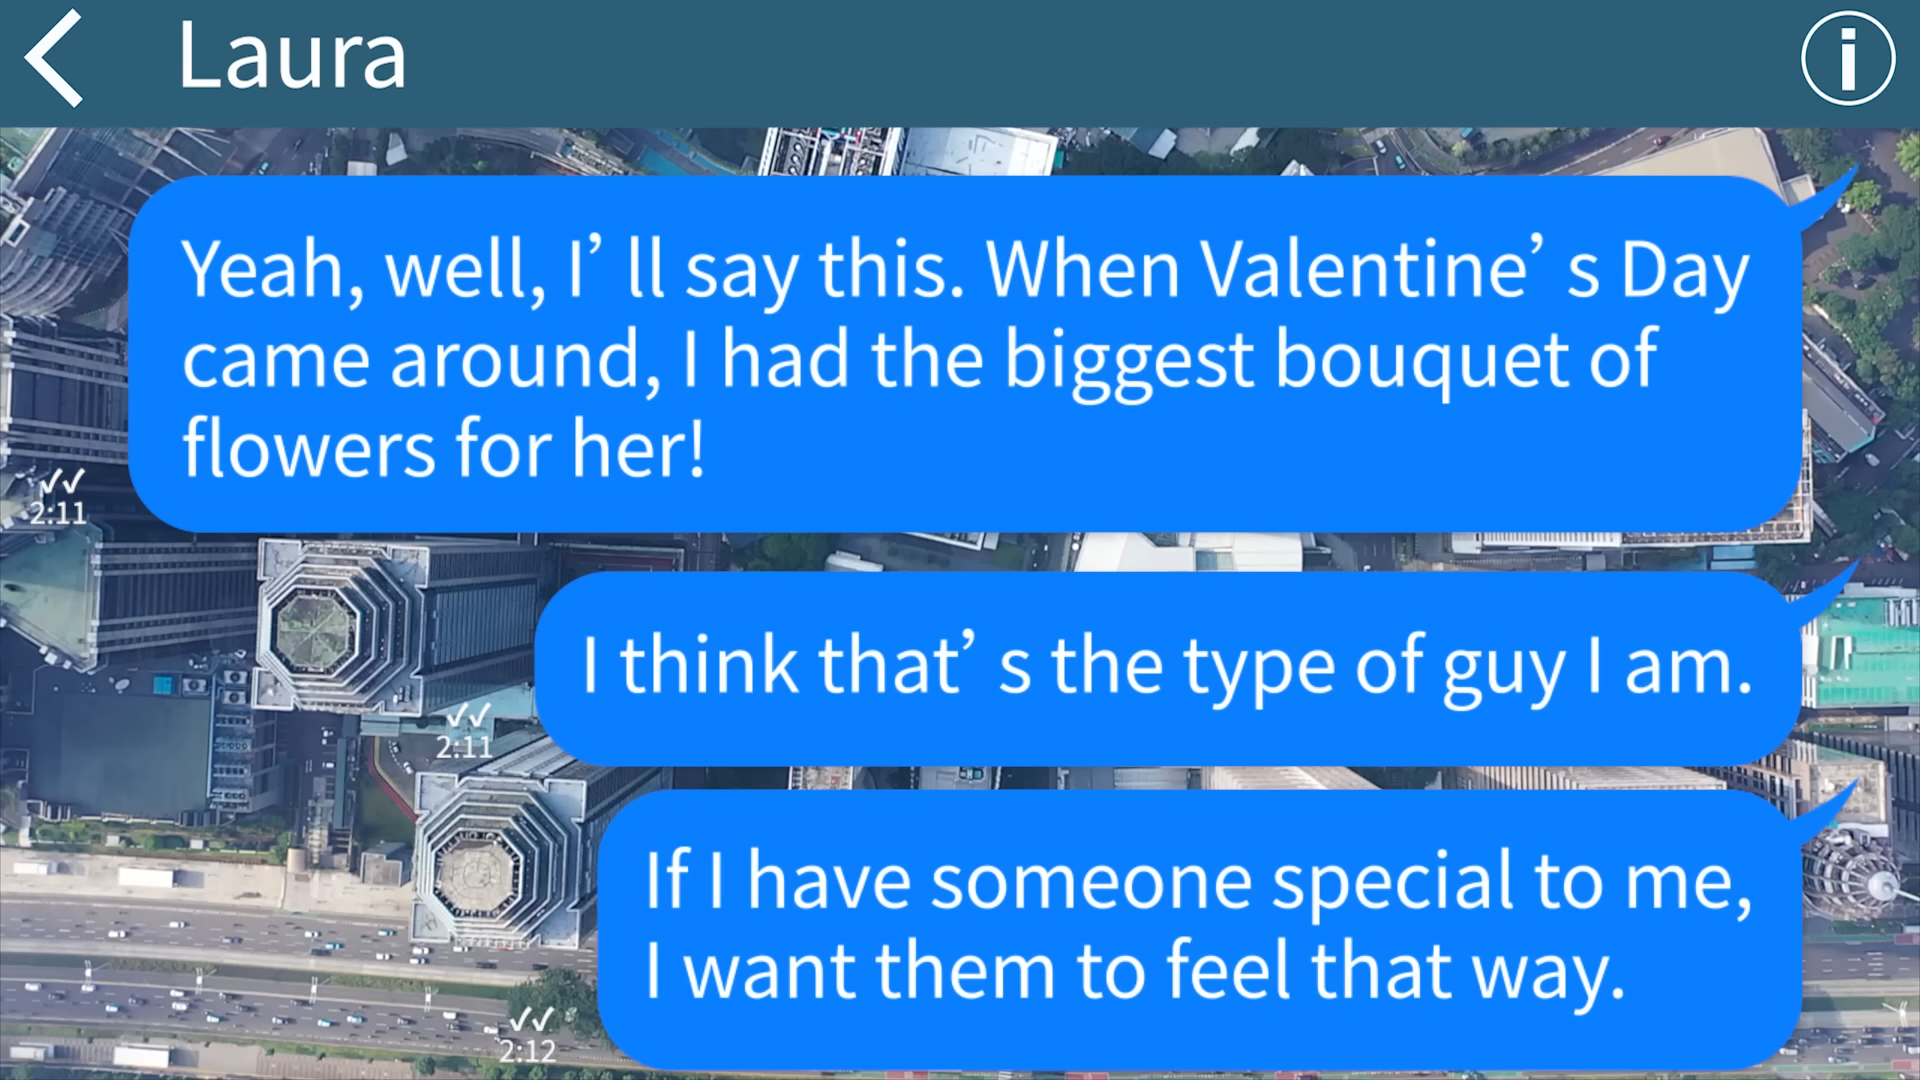 Laura
Yeah, well, I’ll say this. When Valentine’s Day
came around, I had the biggest bouquet of
flowers for her!
2:11
I think that’s the type of guy I am.
2:11
If I have someone special to me,
I want them to feel that way.
2:12